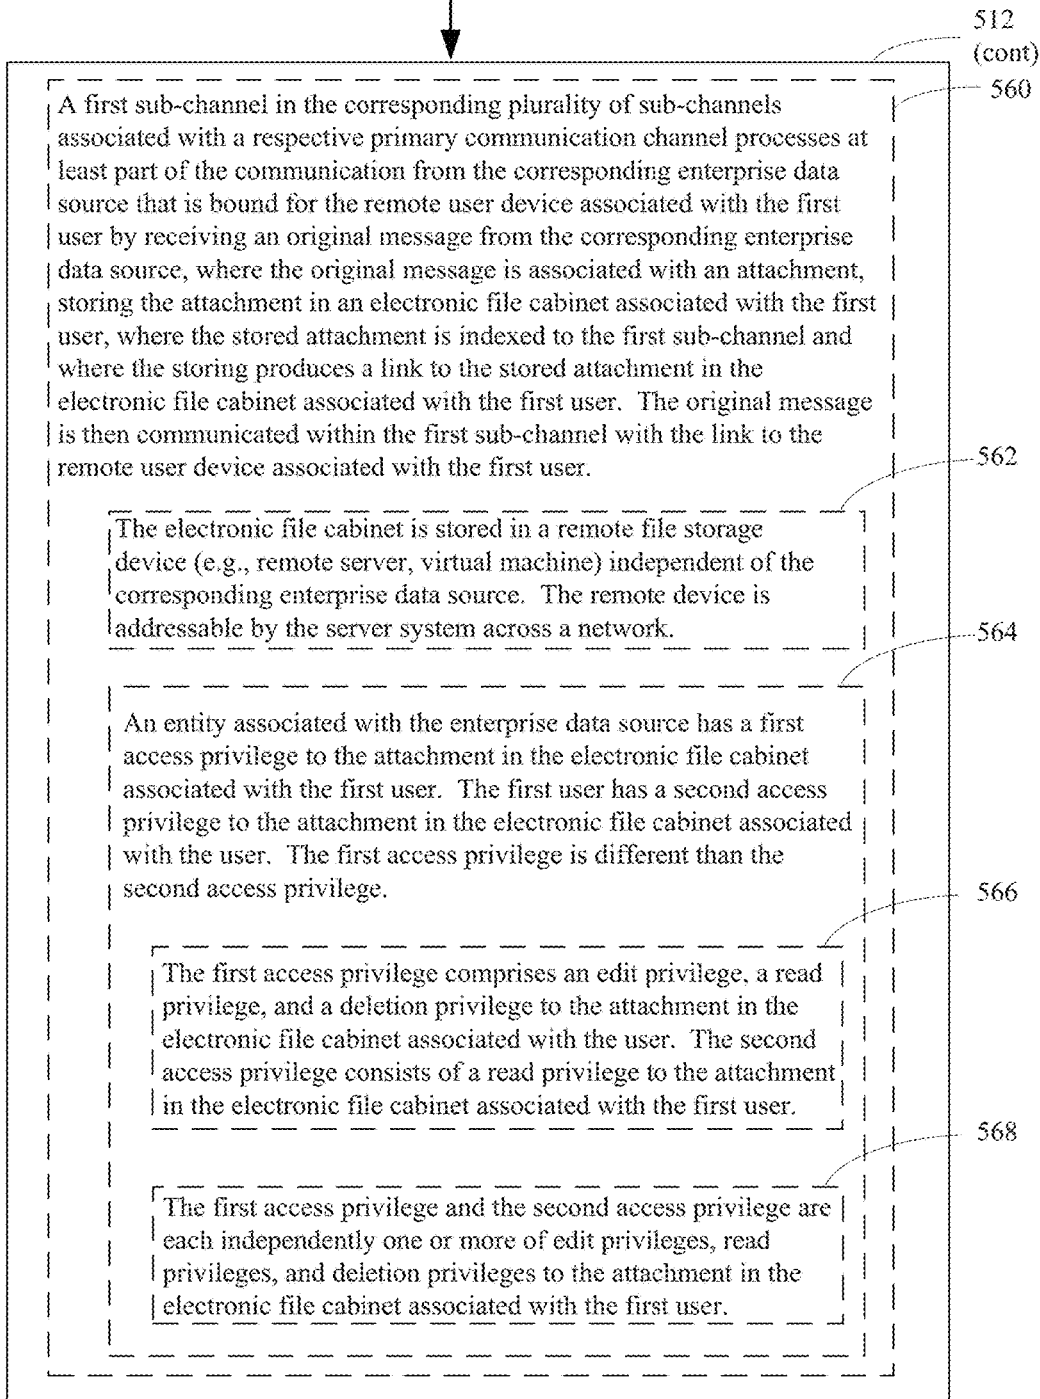 512
(cont)
560
A first sub-channel in the corresponding plurality of sub-channels
associated with a respective primary communication channel processes at
least part of the communication from the corresponding enterprise data
source that is bound for the remote user device associated with the first
user by receiving an original message from the corresponding enterprise
data source, where the original message is associated with an attachment,
storing the attachment in an electronic file cabinet associated with the first
user, where the stored attachment is indexed to the first sub-channel and
where the storing produces a link to the stored attachment in the
electronic file cabinet associated with the first user.  The original message
is then communicated within the first sub-channel with the link to the
remote user device associated with the first user.
562
The electronic file cabinet is stored in a remote file storage
device (e.g., remote server, virtual machine) independent of the
corresponding enterprise data source.  The remote device is
addressable by the server system across a network.
564
An entity associated with the enterprise data source has a first
access privilege to the attachment in the electronic file cabinet
associated with the first user.  The first user has a second access
privilege to the attachment in the electronic file cabinet associated
with the user.  The first access privilege is different than the
second access privilege.
566
The first access privilege comprises an edit privilege, a read
privilege, and a deletion privilege to the attachment in the
electronic file cabinet associated with the user.  The second
access privilege consists of a read privilege to the attachment
in the electronic file cabinet associated with the first user.
568
The first access privilege and the second access privilege are
each independently one or more of edit privileges, read
privileges, and deletion privileges to the attachment in the
electronic file cabinet associated with the first user.